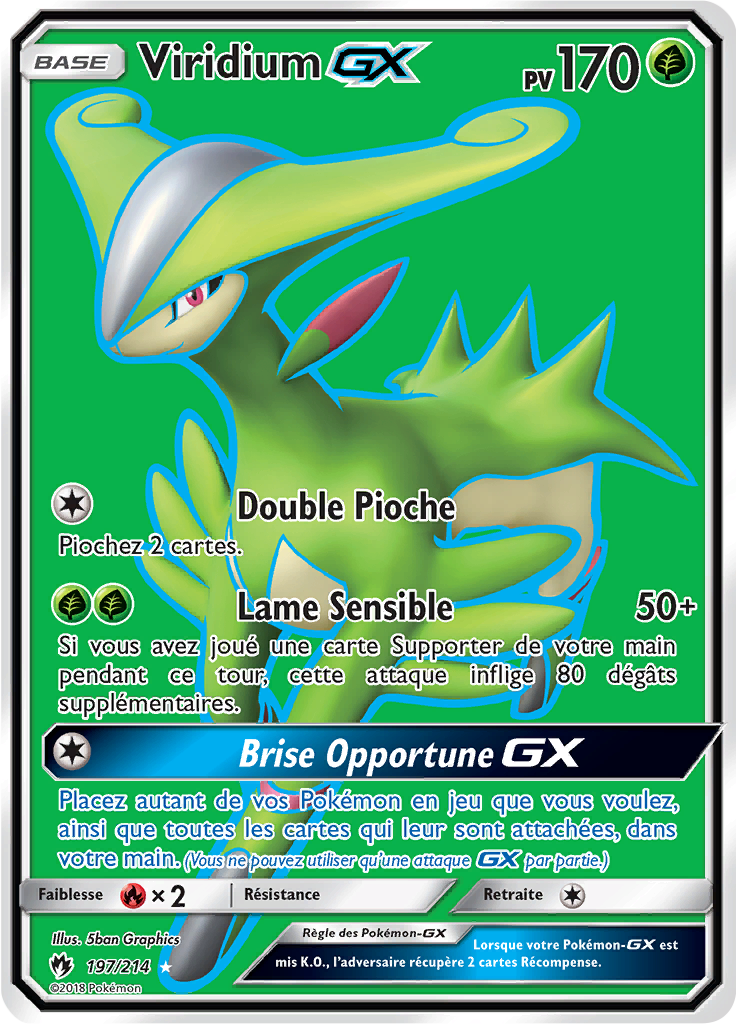 BASE Viridium GX PV 170
Double Pioche
Piochez 2 cartes.
Lame Sensible 50+
Si vous avez joué une carte Supporter de votre main
pendant ce tour, cette attaque inflige 80 dégâts
supplémentaires.
Brise Opportune GX
Placez autant de vos Pokémon en jeu que vous voulez,
ainsi que toutes les cartes qui leur sont attachées, dans
votre main. (Vous ne pouvez utiliser qu'une attaque GX par partie.)
Faiblesse × 2 Résistance Retraite
Illus. 5ban Graphics
197/214
©2018 Pokémon
Règle des Pokémon-GX
Lorsque votre Pokémon-GX est
mis K.O., l'adversaire récupère 2 cartes Récompense.